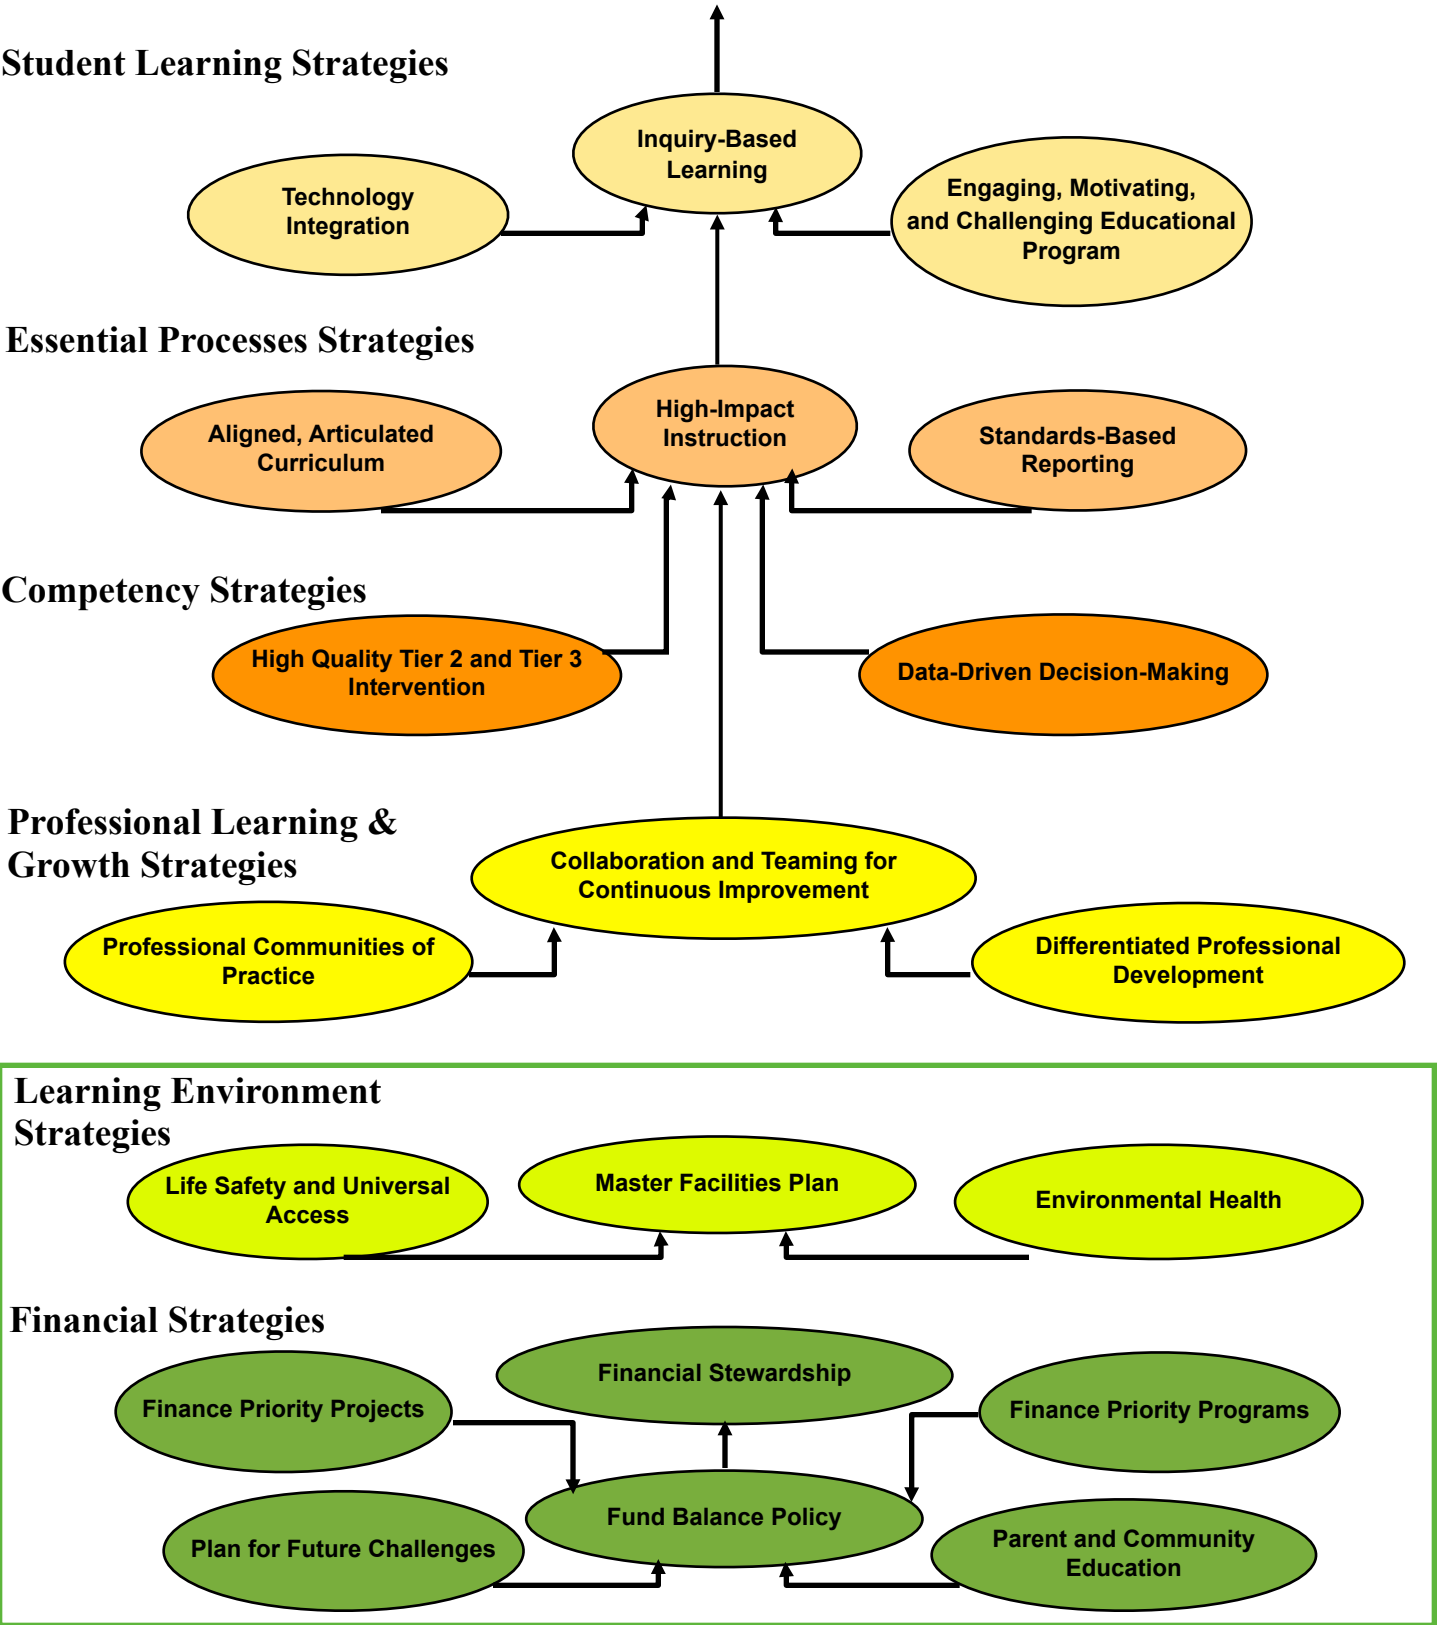 Student Learning Strategies
Inquiry-Based
Learning
Technology
Integration
Engaging, Motivating,
and Challenging Educational
Program
Essential Processes Strategies
High-Impact
Instruction
Aligned, Articulated
Curriculum
Standards-Based
Reporting
Competency Strategies
High Quality Tier 2 and Tier 3
Intervention
Data-Driven Decision-Making
Professional Learning &
Growth Strategies
Collaboration and Teaming for
Continuous Improvement
Professional Communities of
Practice
Differentiated Professional
Development
Learning Environment
Strategies
Life Safety and Universal
Access
Master Facilities Plan
Environmental Health
Financial Strategies
Financial Stewardship
Finance Priority Projects
Finance Priority Programs
Fund Balance Policy
Plan for Future Challenges
Parent and Community
Education